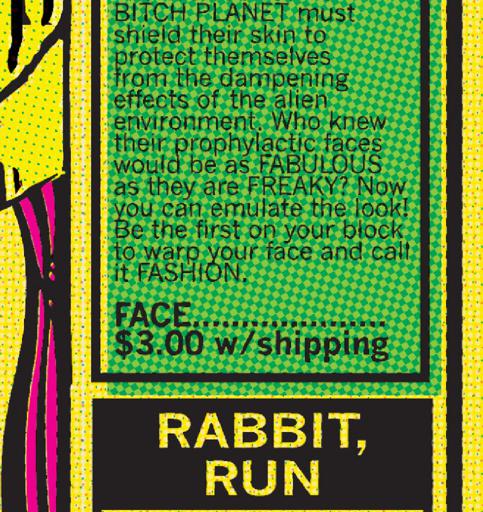 BITCH PLANET must
shield their skin to
protect themselves
from the dampening
effects of the alien
environment. Who knew
their prophylactic faces
would be as FABULOUS
as they are FREAKY? Now
you can emulate the look!
Be the first on your block
to warp your face and call
it FASHION.
FACE......................
$3.00 w/shipping
RABBIT,
RUN